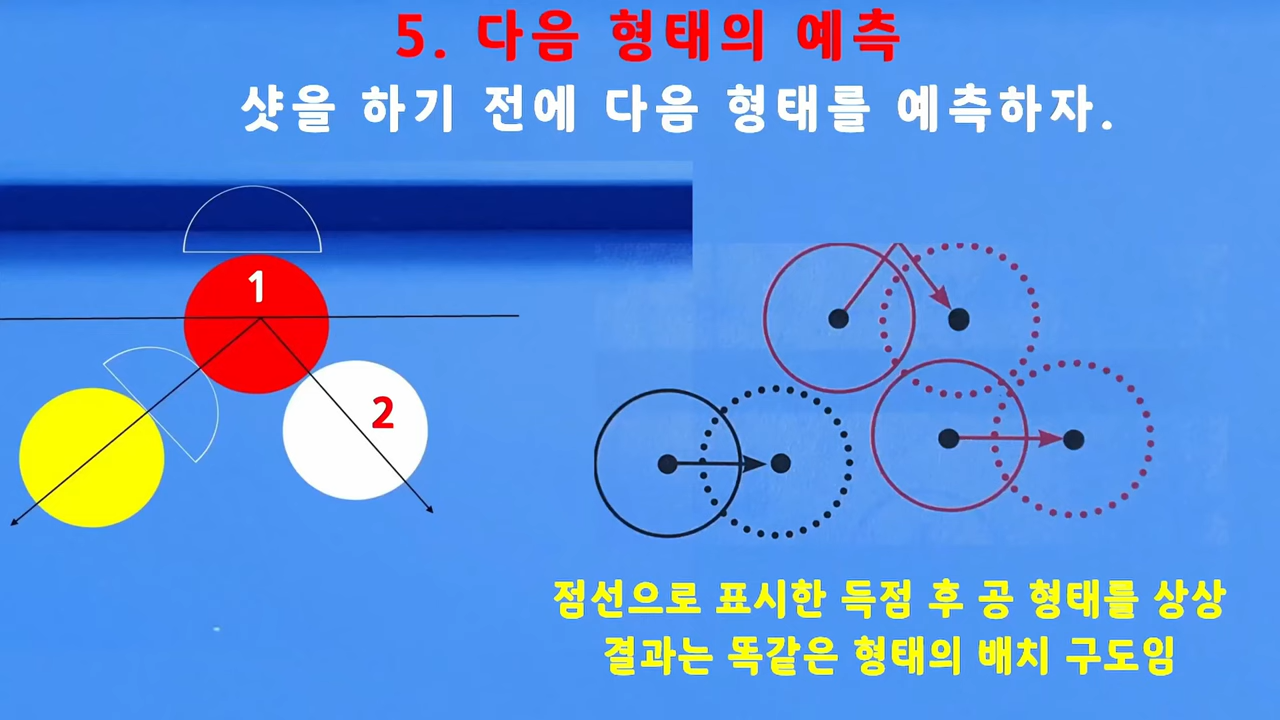 5. 다음 형태의 예측
샷을 하기 전에 다음 형태를 예측하자.
1
2
점선으로 표시한 득점 후 공 형태를 상상
결과는 똑같은 형태의 배치 구도임